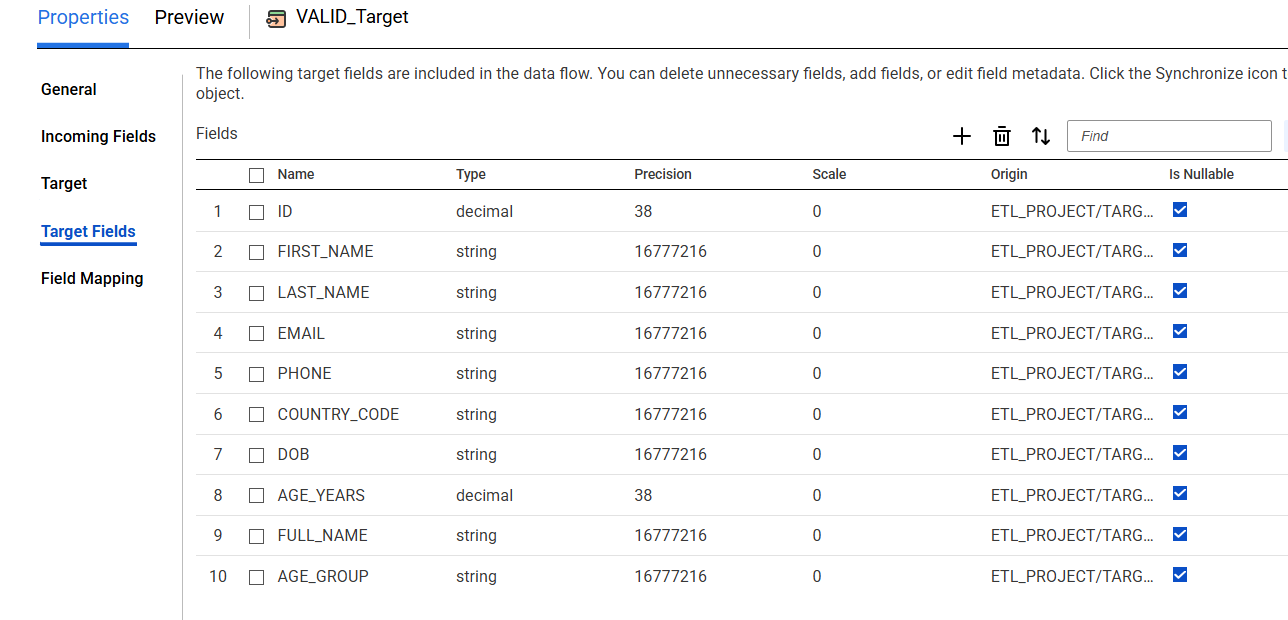 Properties Preview VALID_Target
The following target fields are included in the data flow. You can delete unnecessary fields, add fields, or edit field metadata. Click the Synchronize icon t
object.
General
Incoming Fields
Target
Target Fields
Field Mapping
Fields Find
Name Type Precision Scale Origin Is Nullable
1 ID decimal 38 0 ETL_PROJECT/TARG...
2 FIRST_NAME string 16777216 0 ETL_PROJECT/TARG...
3 LAST_NAME string 16777216 0 ETL_PROJECT/TARG...
4 EMAIL string 16777216 0 ETL_PROJECT/TARG...
5 PHONE string 16777216 0 ETL_PROJECT/TARG...
6 COUNTRY_CODE string 16777216 0 ETL_PROJECT/TARG...
7 DOB string 16777216 0 ETL_PROJECT/TARG...
8 AGE_YEARS decimal 38 0 ETL_PROJECT/TARG...
9 FULL_NAME string 16777216 0 ETL_PROJECT/TARG...
10 AGE_GROUP string 16777216 0 ETL_PROJECT/TARG...